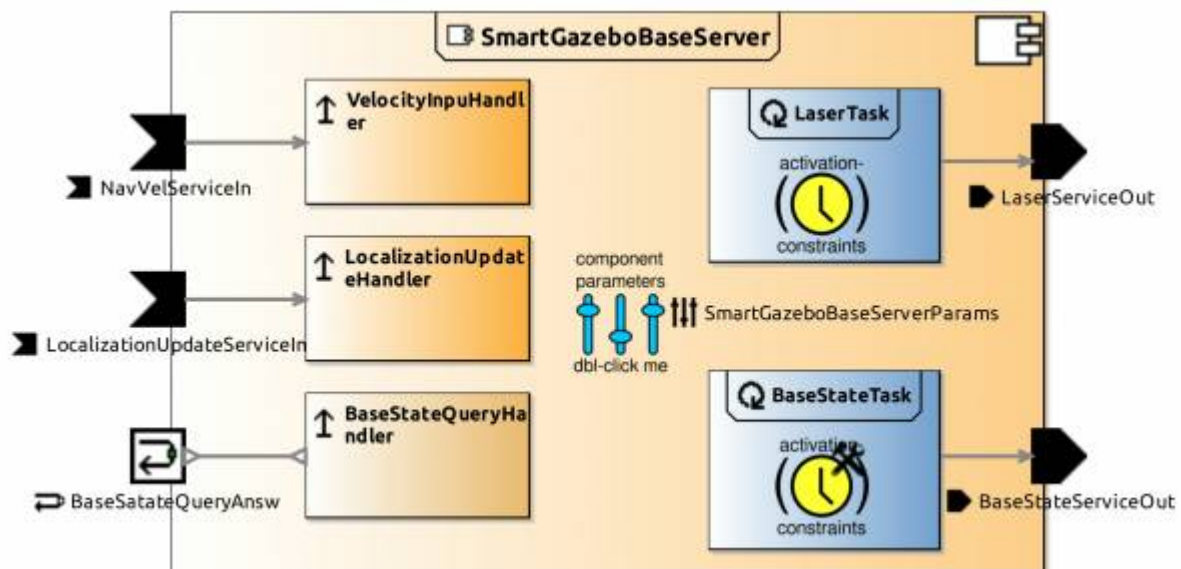 SmartGazeboBaseServer
VelocityInpuHandl
er
NavVelServiceIn
LaserTask
activation-
constraints
LaserServiceOut
LocalizationUpdat
eHandler
LocalizationUpdateServiceIn
component
parameters
dbl-click me
SmartGazeboBaseServerParams
BaseStateQueryHa
ndler
BaseSatateQueryAnsw
BaseStateTask
activation-
constraints
BaseStateServiceOut